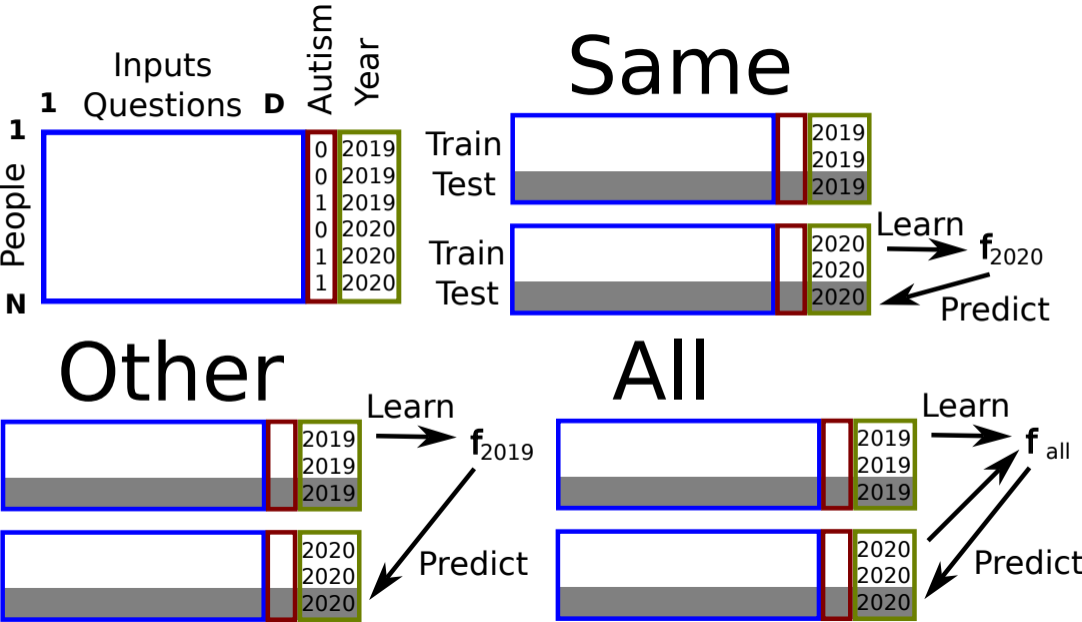 Inputs
1 Questions D
Autism
Year
1
People
N
0 2019
0 2019
1 2019
0 2020
1 2020
1 2020
Same
Train
Test
2019
2019
2019
Train
Test
2020
2020
2020
Learn
f2020
Predict
Other
2019
2019
2019
Learn
f2019
2020
2020
2020
Predict
All
2019
2019
2019
Learn
f all
2020
2020
2020
Predict